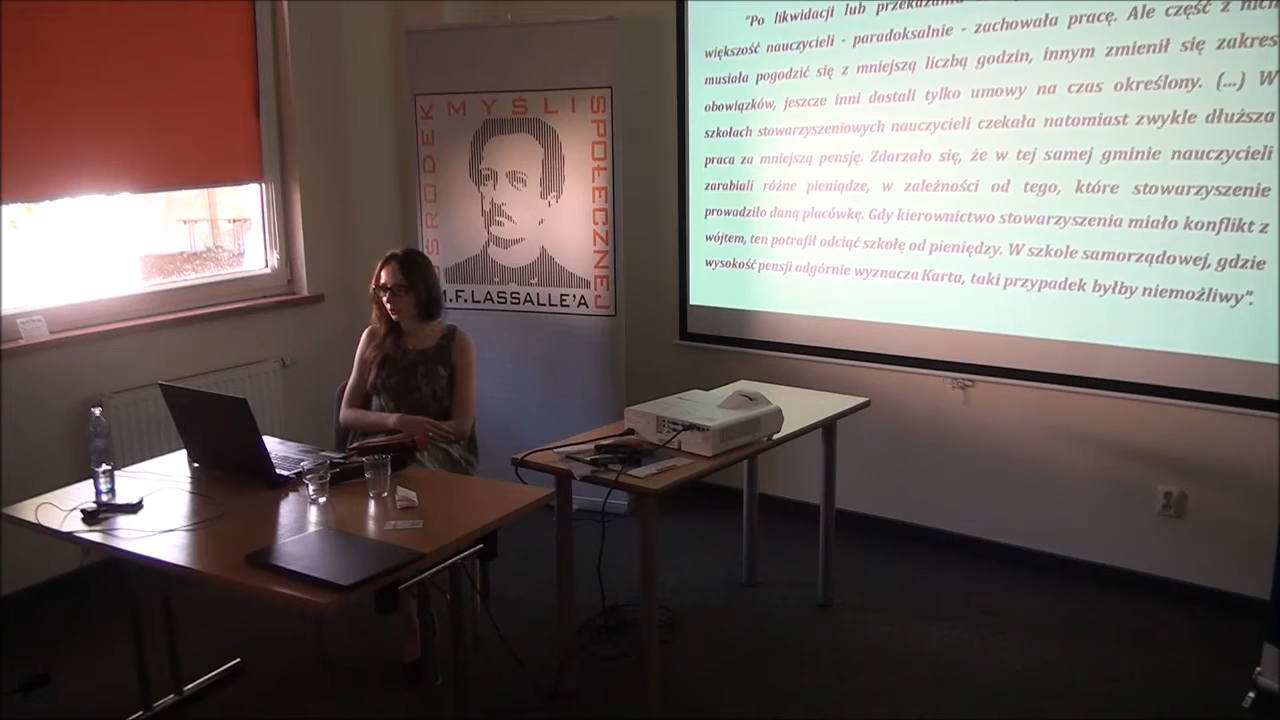 OŚRODEK MYŚLI SPOŁECZNEJ
M.F. LASSALLE'A
"Po likwidacji lub
większość nauczycieli - paradoksalnie - zachowała pracę. Ale część z nich
musiała pogodzić się z mniejszą liczbą godzin, innym zmienił się zakres
obowiązków, jeszcze inni dostali tylko umowy na czas określony. (...) W
szkołach stowarzyszeniowych nauczycieli czekała natomiast zwykle dłuższa
praca za mniejszą pensję. Zdarzało się, że w tej samej gminie nauczycieli
zarabiali różne pieniądze, w zależności od tego, które stowarzyszenie
prowadziło daną placówkę. Gdy kierownictwo stowarzyszenia miało konflikt z
wójtem, ten potrafił odciąć szkołę od pieniędzy. W szkole samorządowej, gdzie
wysokość pensji odgórnie wyznacza Karta, taki przypadek byłby niemożliwy".